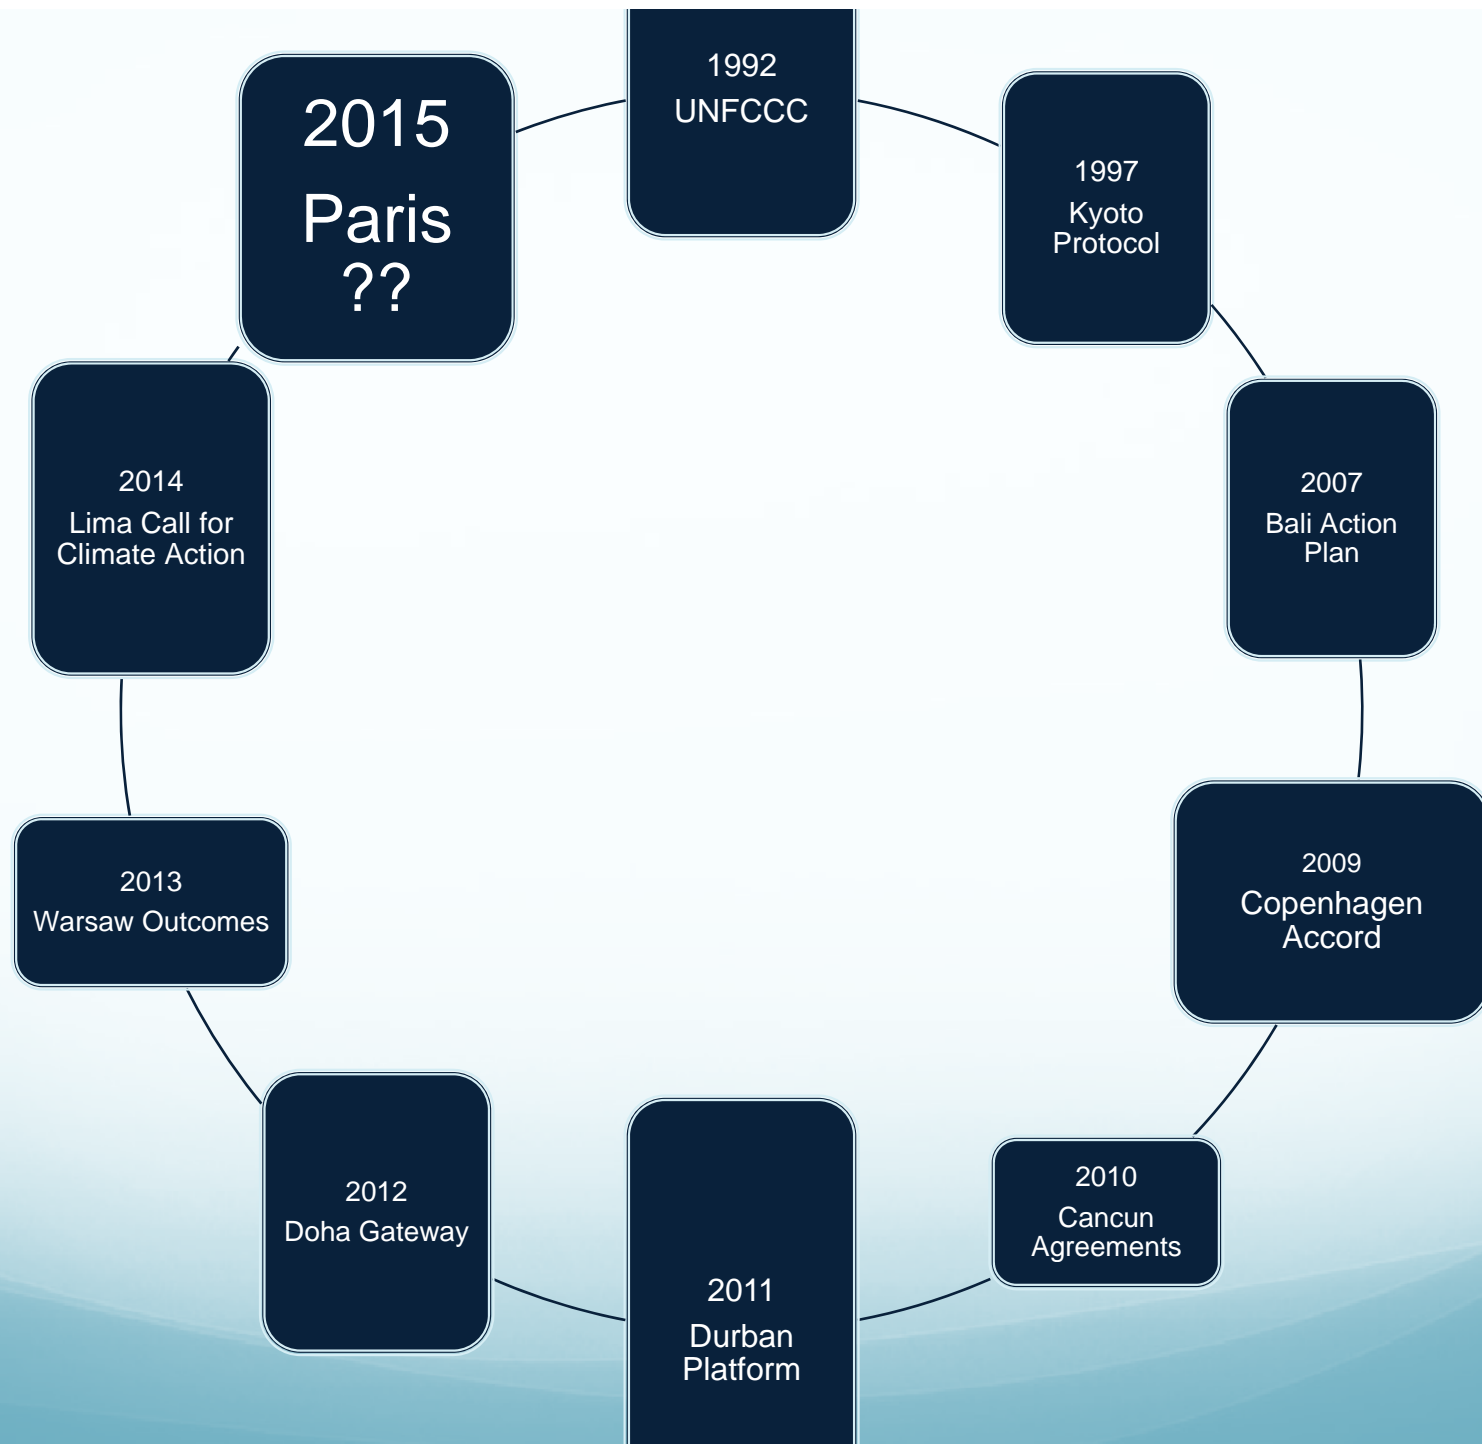 1992
UNFCCC
1997
Kyoto
Protocol
2007
Bali Action
Plan
2009
Copenhagen
Accord
2010
Cancun
Agreements
2011
Durban
Platform
2012
Doha Gateway
2013
Warsaw Outcomes
2014
Lima Call for
Climate Action
2015
Paris
??